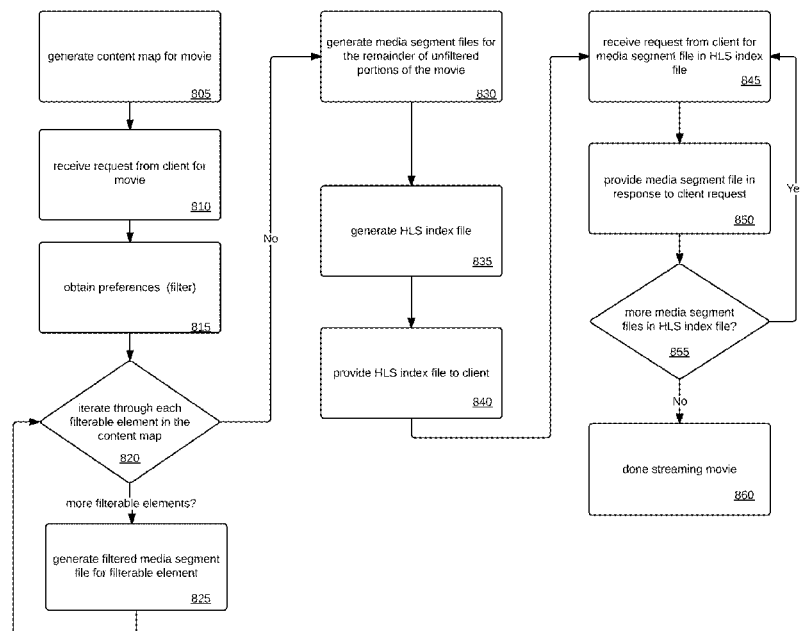 generate content map for movie
805
receive request from client for
movie
810
obtain preferences (filter)
815
iterate through each
filterable element in the
content map
820
more filterable elements?
generate filtered media segment
file for filterable element
825
No
generate media segment files for
the remainder of unfiltered
portions of the movie
830
generate HLS index file
835
provide HLS index file to client
840
receive request from client for
media segment file in HLS index
file
845
provide media segment file in
response to client request
850
more media segment
files in HLS index file?
855
Ye
No
done streaming movie
860